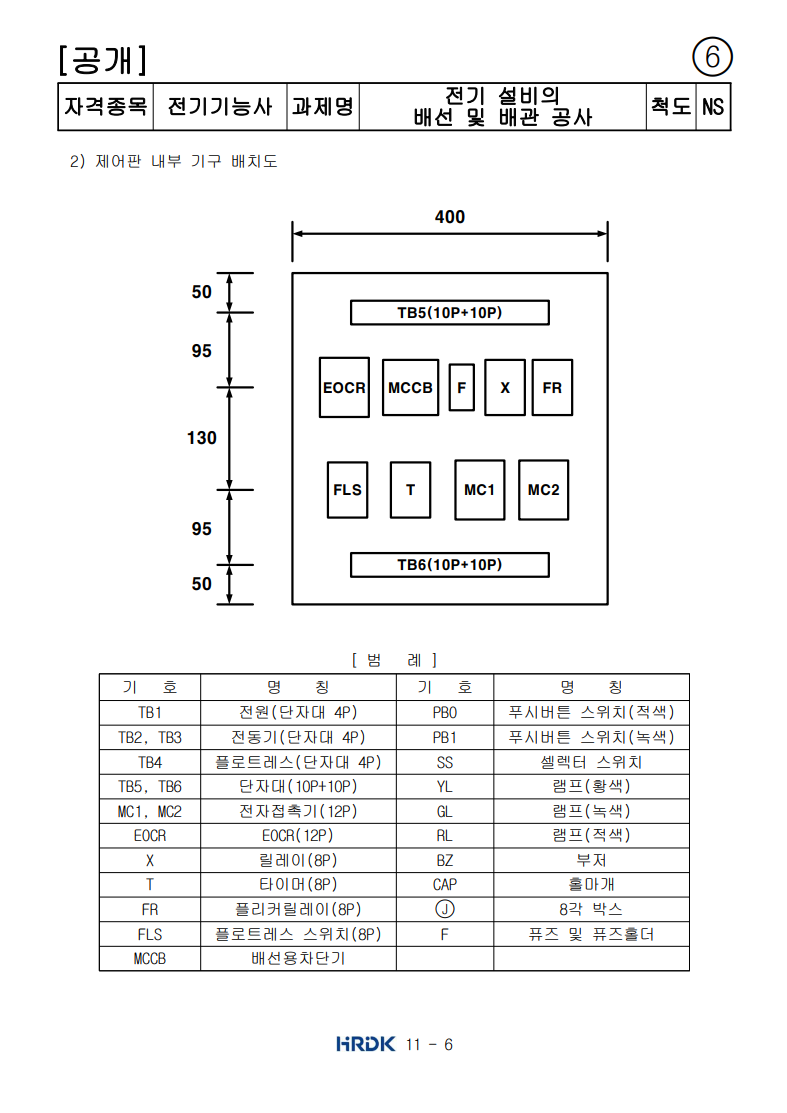 [공개]
⑥
자격종목 전기기능사 과제명 전기 설비의 배선 및 배관 공사 척도 NS
2) 제어판 내부 기구 배치도
400
50
TB5(10P+10P)
95
EOCR MCCB F X FR
130
FLS T MC1 MC2
95
TB6(10P+10P)
50
[ 범 례 ]
기 호 명 칭 기 호 명 칭
TB1 전원(단자대 4P) PB0 푸시버튼 스위치(적색)
TB2, TB3 전동기(단자대 4P) PB1 푸시버튼 스위치(녹색)
TB4 플로트레스(단자대 4P) SS 셀렉터 스위치
TB5, TB6 단자대(10P+10P) YL 램프(황색)
MC1, MC2 전자접촉기(12P) GL 램프(녹색)
EOCR EOCR(12P) RL 램프(적색)
X 릴레이(8P) BZ 부저
T 타이머(8P) CAP 홀마개
FR 플리커릴레이(8P) Ⓙ 8각 박스
FLS 플로트레스 스위치(8P) F 퓨즈 및 퓨즈홀더
MCCB 배선용차단기
HRDK 11 - 6